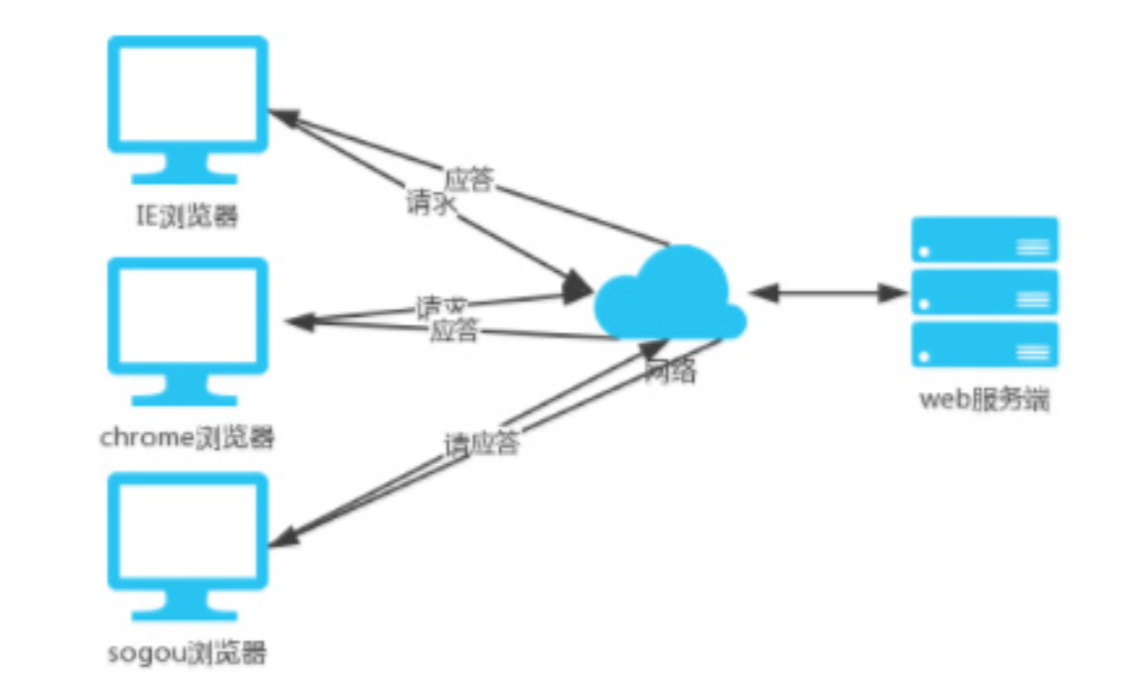 应答
请求
IE浏览器
请求
应答
网络
web服务端
chrome浏览器
请应答
sogou浏览器